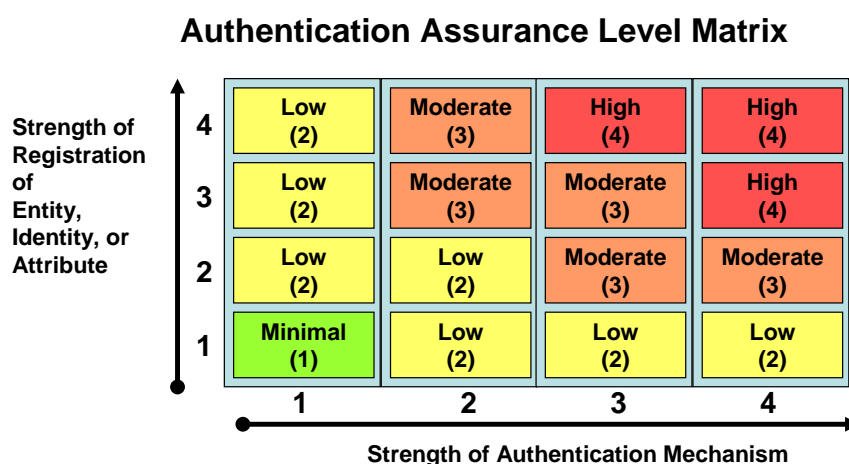 Authentication Assurance Level Matrix
Strength of
Registration
of
Entity,
Identity, or
Attribute
4
Low
(2)
Moderate
(3)
High
(4)
High
(4)
3
Low
(2)
Moderate
(3)
Moderate
(3)
High
(4)
2
Low
(2)
Low
(2)
Moderate
(3)
Moderate
(3)
1
Minimal
(1)
Low
(2)
Low
(2)
Low
(2)
1 2 3 4
Strength of Authentication Mechanism